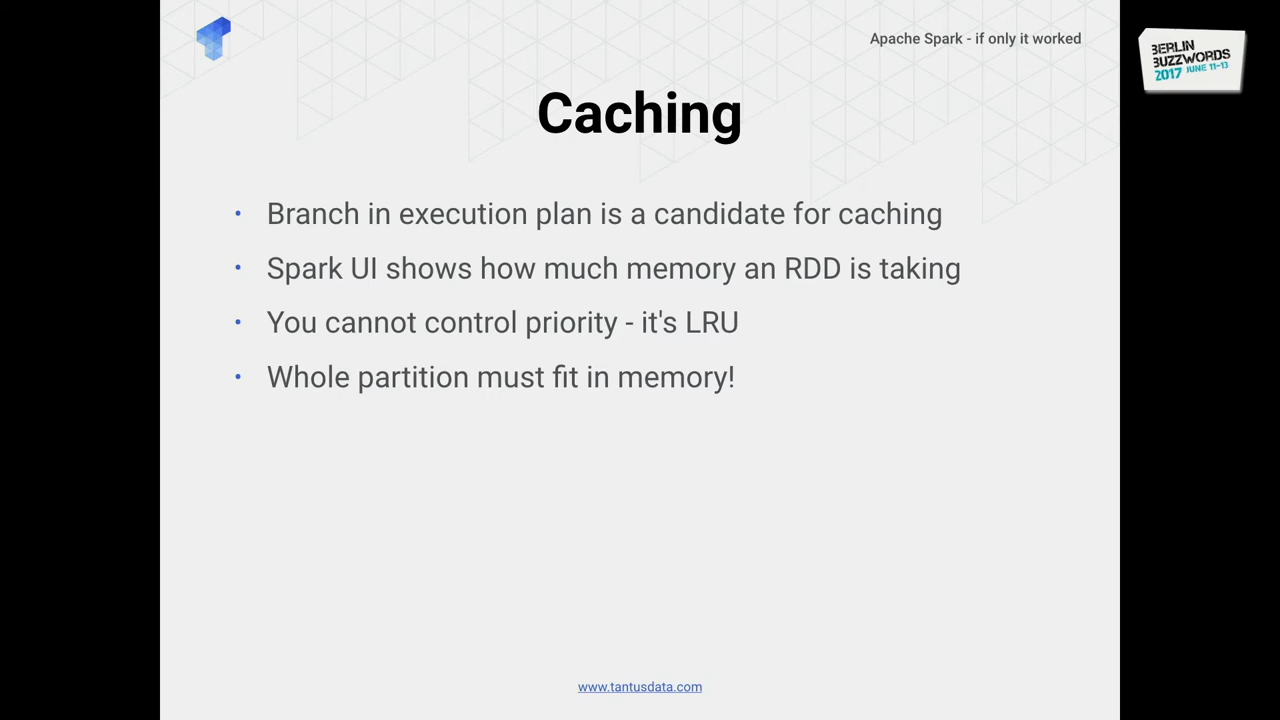 Apache Spark - if only it worked
BERLIN
BUZZWORDS
2017 JUNE 11-13
Caching
• Branch in execution plan is a candidate for caching
• Spark UI shows how much memory an RDD is taking
• You cannot control priority - it's LRU
• Whole partition must fit in memory!
www.tantusdata.com